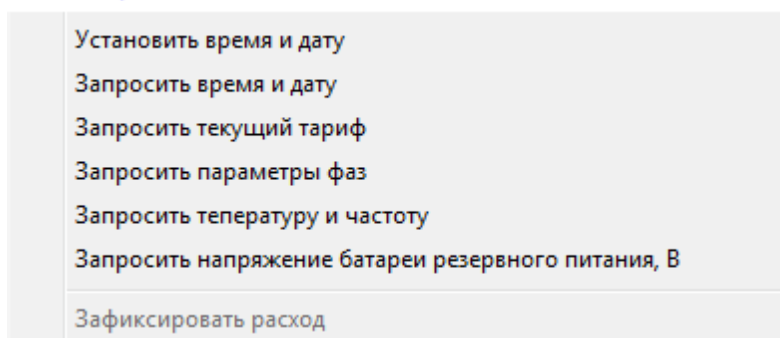 Установить время и дату
Запросить время и дату
Запросить текущий тариф
Запросить параметры фаз
Запросить тепературу и частоту
Запросить напряжение батареи резервного питания, В
Зафиксировать расход